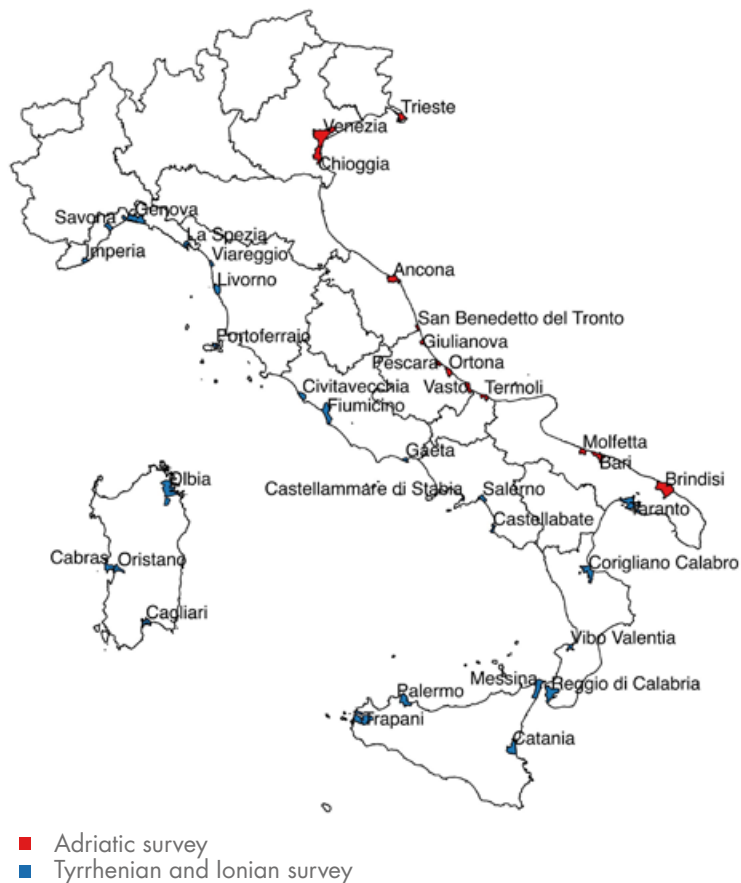 Trieste
Venezia
Chioggia
Genova
Savona
La Spezia
Imperia
Viareggio
Livorno
Ancona
San Benedetto del Tronto
Portoferraio
Giulianova
Pescara Ortona
Civitavecchia
Vasto Termoli
Fiumicino
Molfetta
Gaeta
Bari
Olbia
Brindisi
Castellammare di Stabia Salerno
Taranto
Castellabate
Cabras Oristano
Corigliano Calabro
Cagliari
Vibo Valentia
Messina Reggio di Calabria
Palermo
Trapani
Catania
Adriatic survey
Tyrrhenian and Ionian survey